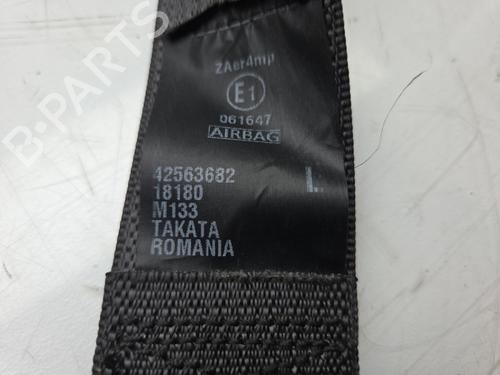 ZAer4mp
E1
061647
AIRBAG
42563682
18180
M133
TAKATA
ROMANIA
L
B-PARTS